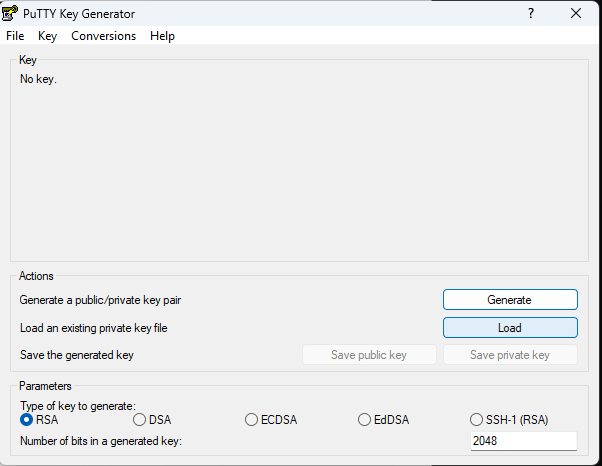 PuTTY Key Generator ?
File Key Conversions Help
Key
No key.
Actions
Generate a public/private key pair Generate
Load an existing private key file Load
Save the generated key Save public key Save private key
Parameters
Type of key to generate:
RSA DSA ECDSA EdDSA SSH-1 (RSA)
Number of bits in a generated key: 2048